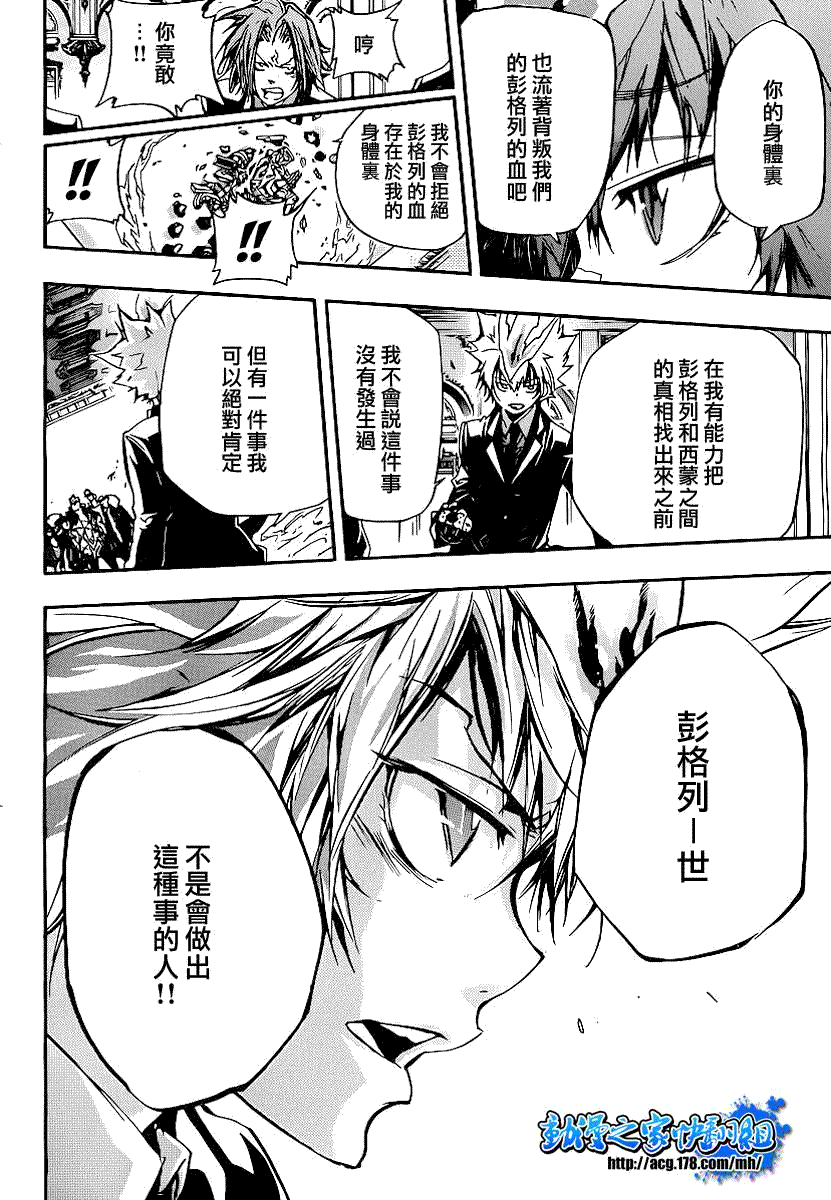 你的身體裏
也流著背叛我們
的彭格列的血吧
哼
你竟敢
…!!
我不會拒絕
彭格列的血
存在於我的
身體裏
!!
!!
在我有能力把
彭格列和西蒙之間
的真相找出來之前
我不會說這件事
沒有發生過
但有一件事我
可以絕對肯定
彭格列一世
不是會做出
這種事的人!!
動漫之家快翻組
http://acg.178.com/mh/